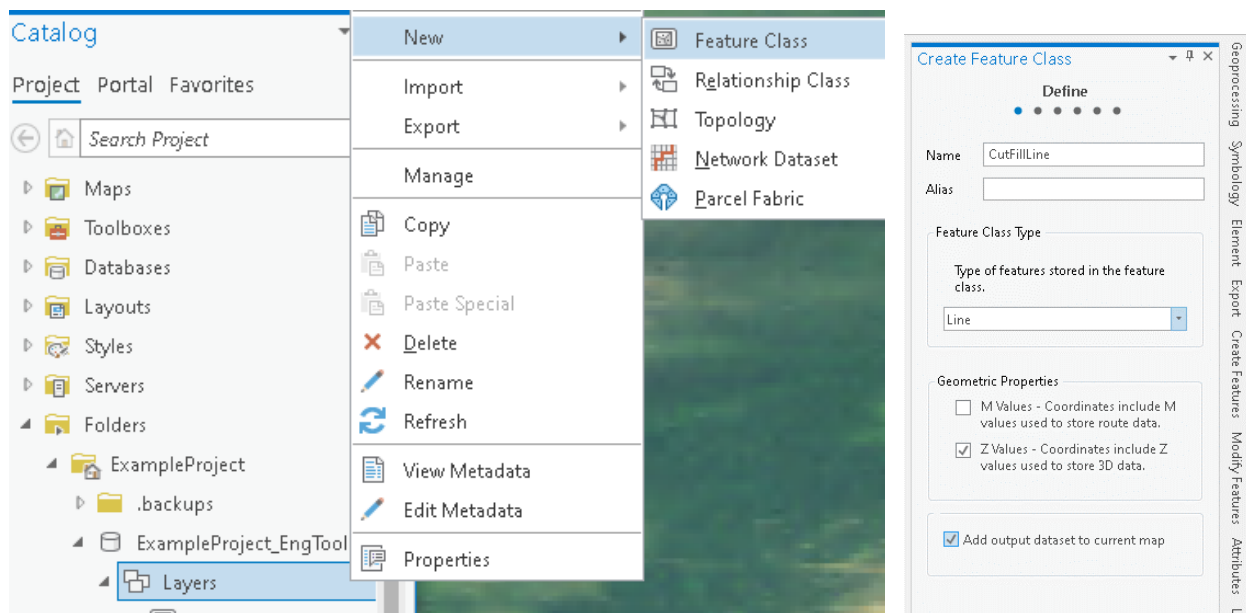 Catalog
Project Portal Favorites
Search Project
Maps
Toolboxes
Databases
Layouts
Styles
Servers
Folders
ExampleProject
.backups
ExampleProject_EngTool
Layers
New
Import
Export
Manage
Copy
Paste
Paste Special
Delete
Rename
Refresh
View Metadata
Edit Metadata
Properties
Feature Class
Relationship Class
Topology
Network Dataset
Parcel Fabric
Create Feature Class
Define
Name CutFillLine
Alias
Feature Class Type
Type of features stored in the feature
class.
Line
Geometric Properties
M Values - Coordinates include M
values used to store route data.
Z Values - Coordinates include Z
values used to store 3D data.
Add output dataset to current map
Geoprocessing
Symbology
Element
Export
Create Features
Modify Features
Attributes